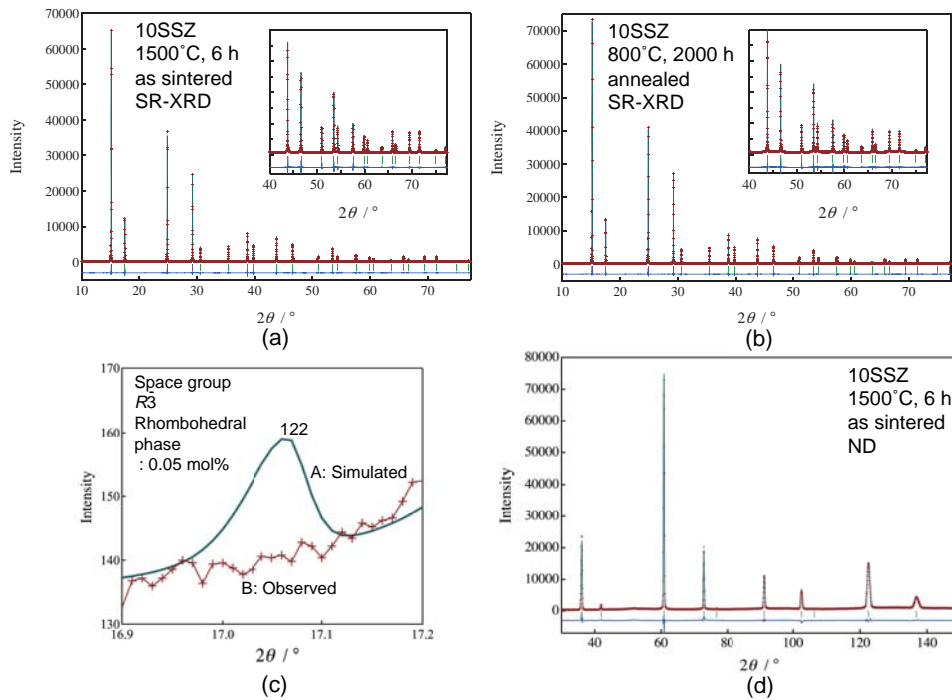 70000
60000
50000
40000
30000
20000
10000
0
Intensity
10SSZ
1500˚C, 6 h
as sintered
SR-XRD
40 50 60 70
2θ / °
10 20 30 40 50 60 70
2θ / °
(a)
70000
60000
50000
40000
30000
20000
10000
0
Intensity
10SSZ
800˚C, 2000 h
annealed
SR-XRD
40 50 60 70
2θ / °
10 20 30 40 50 60 70
2θ / °
(b)
170
160
150
140
130
Intensity
Space group
R3̄
Rhombohedral
phase
: 0.05 mol%
122
A: Simulated
B: Observed
16.9 17.0 17.1 17.2
2θ / °
(c)
80000
70000
60000
50000
40000
30000
20000
10000
0
Intensity
10SSZ
1500˚C, 6 h
as sintered
ND
40 60 80 100 120 140
2θ / °
(d)